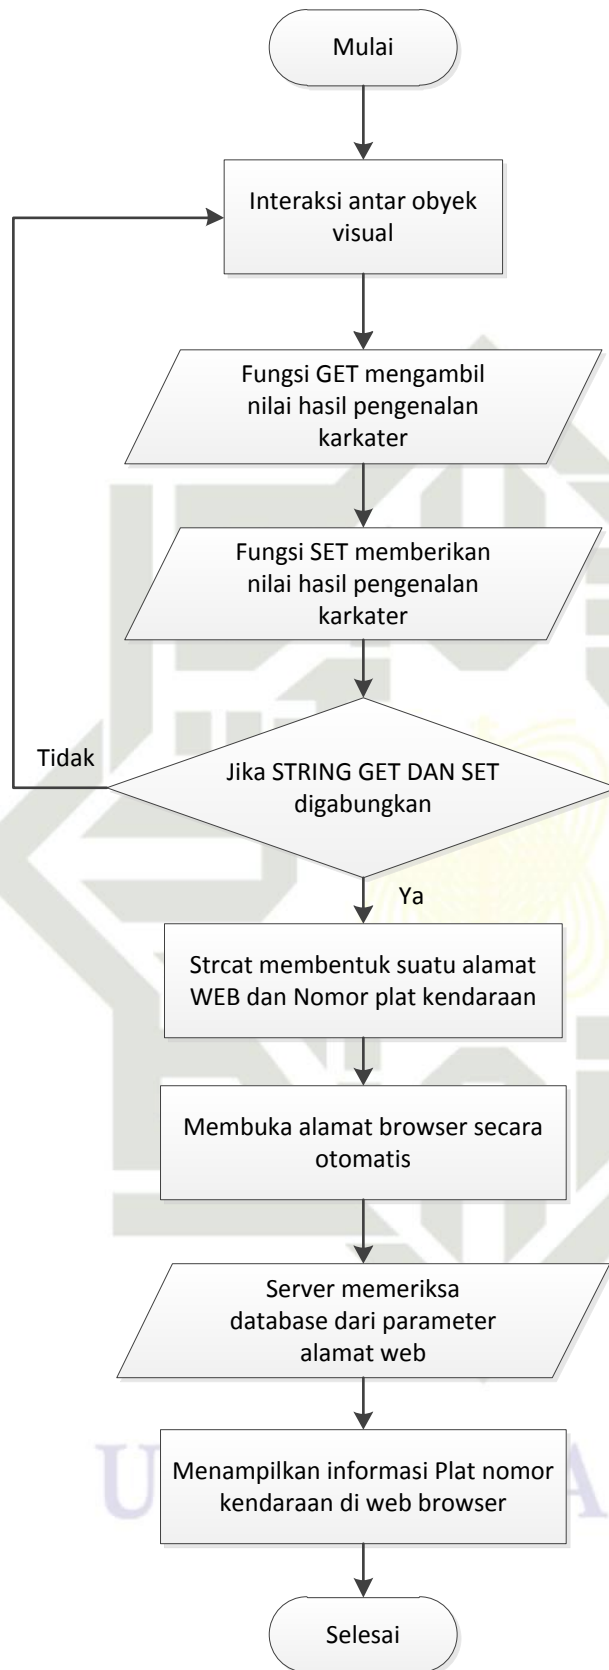 Mulai
Interaksi antar obyek
visual
Fungsi GET mengambil
nilai hasil pengenalan
karkater
Fungsi SET memberikan
nilai hasil pengenalan
karkater
Tidak
Jika STRING GET DAN SET
digabungkan
Ya
Strcat membentuk suatu alamat
WEB dan Nomor plat kendaraan
Membuka alamat browser secara
otomatis
Server memeriksa
database dari parameter
alamat web
Menampilkan informasi Plat nomor
kendaraan di web browser
Selesai